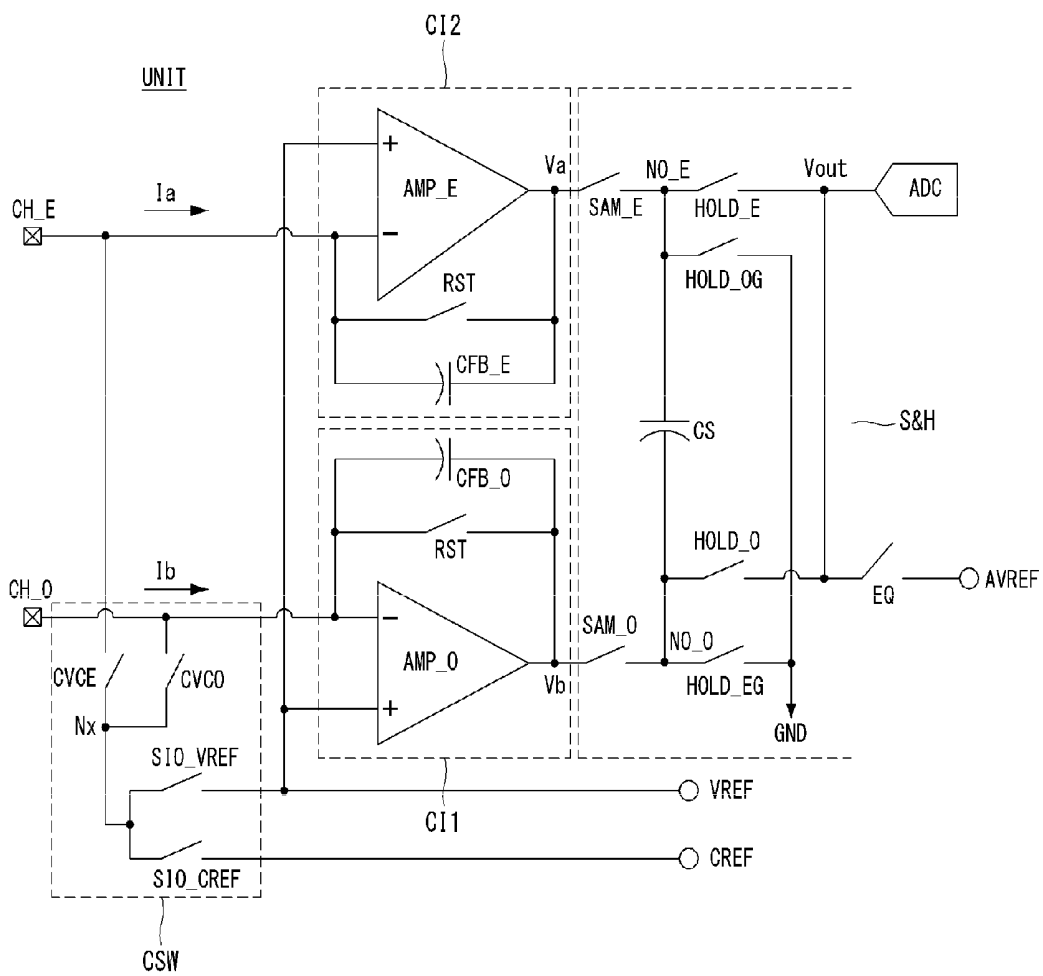 CI2
UNIT
+
AMP_E
−
Va
SAM_E
NO_E
HOLD_E
Vout
ADC
Ia
CH_E
HOLD_OG
RST
CFB_E
CS
S&H
CFB_O
RST
HOLD_O
EQ
AVREF
Ib
CH_O
−
AMP_O
+
SAM_O
NO_O
Vb
HOLD_EG
GND
CVCE
CVCO
Nx
SIO_VREF
VREF
CI1
CREF
SIO_CREF
CSW